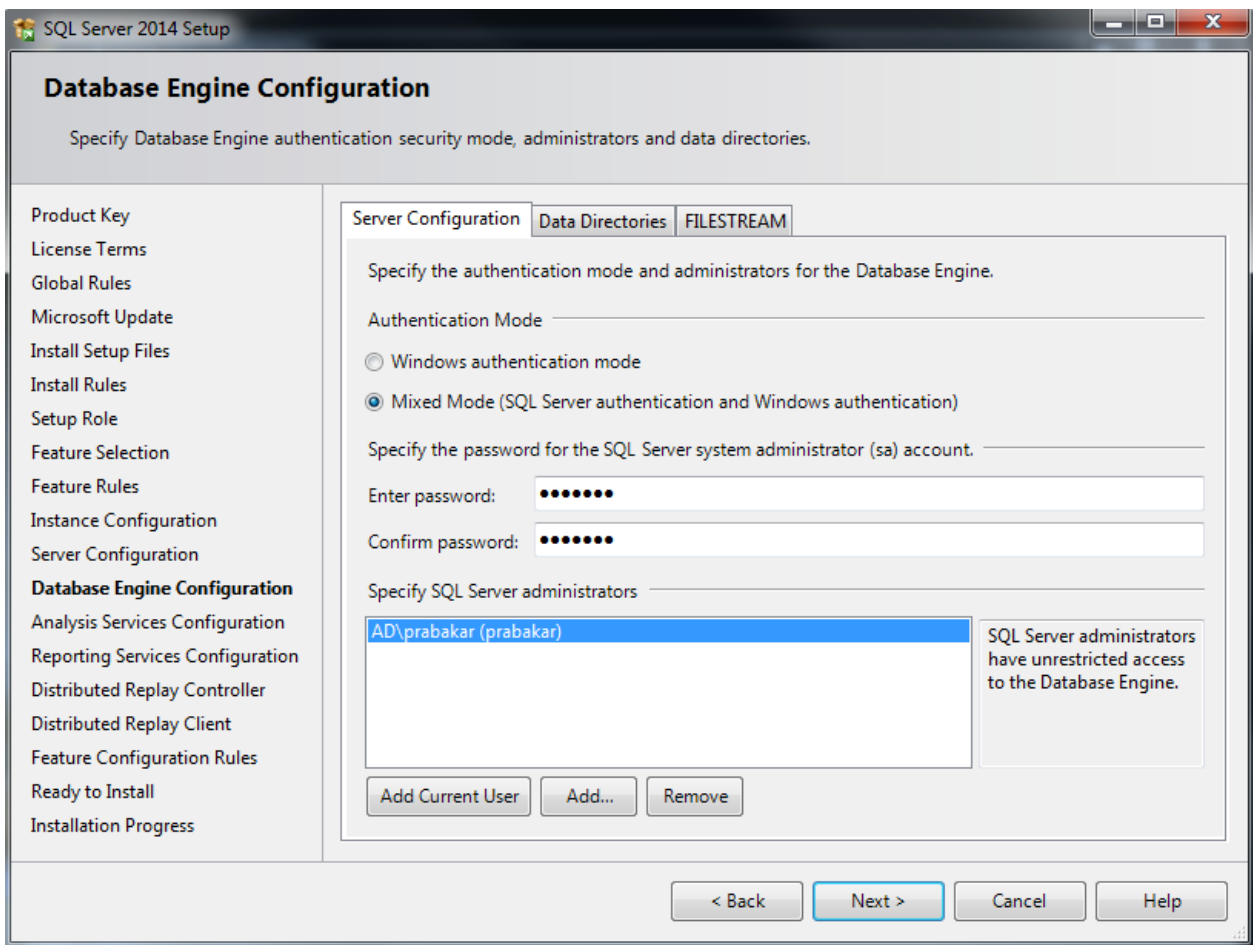 SQL Server 2014 Setup
Database Engine Configuration
Specify Database Engine authentication security mode, administrators and data directories.
Product Key
License Terms
Global Rules
Microsoft Update
Install Setup Files
Install Rules
Setup Role
Feature Selection
Feature Rules
Instance Configuration
Server Configuration
Database Engine Configuration
Analysis Services Configuration
Reporting Services Configuration
Distributed Replay Controller
Distributed Replay Client
Feature Configuration Rules
Ready to Install
Installation Progress
Server Configuration
Data Directories
FILESTREAM
Specify the authentication mode and administrators for the Database Engine.
Authentication Mode
Windows authentication mode
Mixed Mode (SQL Server authentication and Windows authentication)
Specify the password for the SQL Server system administrator (sa) account.
Enter password: •••••••
Confirm password: •••••••
Specify SQL Server administrators
AD\prabakar (prabakar)
SQL Server administrators
have unrestricted access
to the Database Engine.
Add Current User
Add...
Remove
< Back
Next >
Cancel
Help